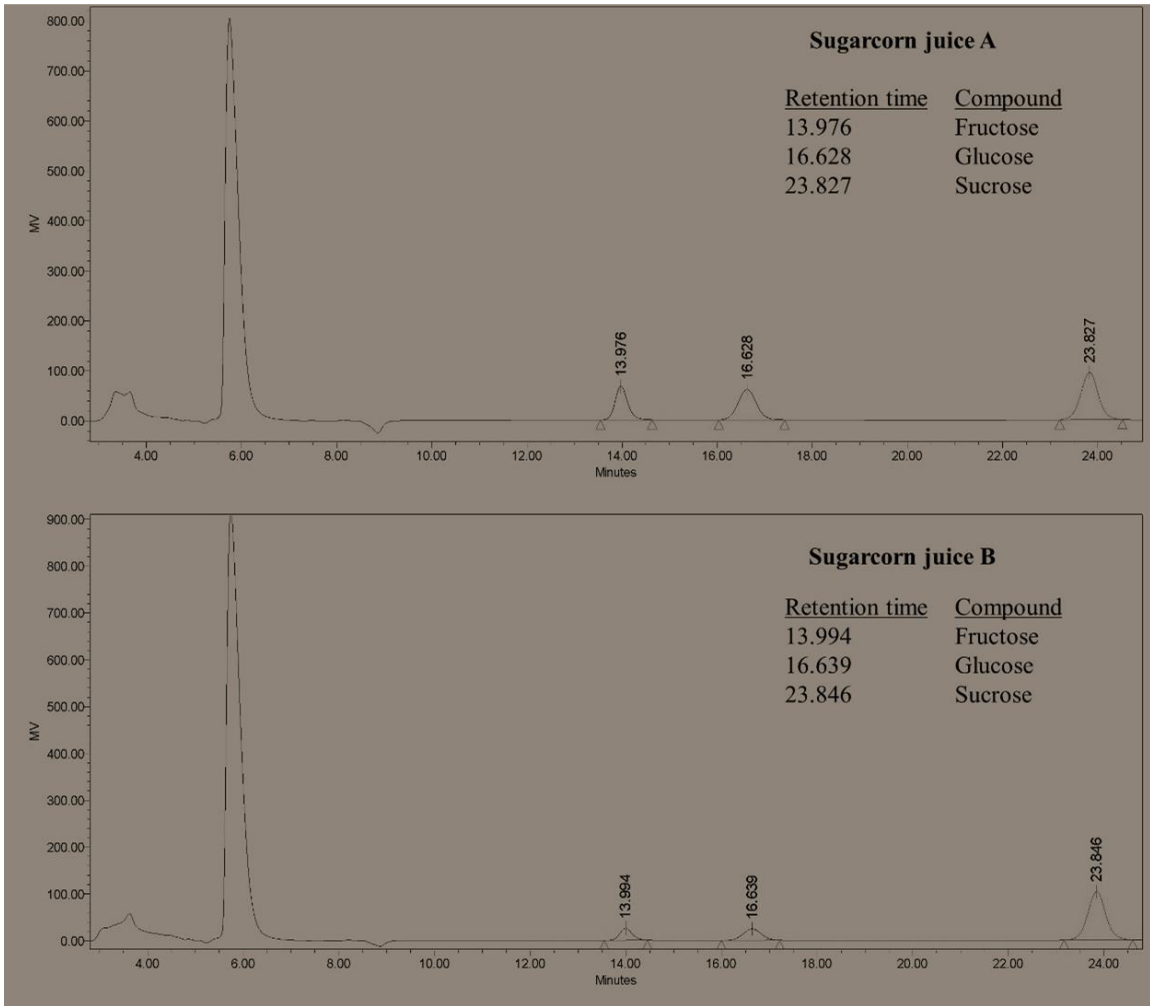 Sugarcorn juice A
Retention time Compound
13.976 Fructose
16.628 Glucose
23.827 Sucrose
800.00
700.00
600.00
500.00
400.00
300.00
200.00
100.00
0.00
MV
13.976
16.628
23.827
4.00 6.00 8.00 10.00 12.00 14.00 16.00 18.00 20.00 22.00 24.00
Minutes
Sugarcorn juice B
Retention time Compound
13.994 Fructose
16.639 Glucose
23.846 Sucrose
900.00
800.00
700.00
600.00
500.00
400.00
300.00
200.00
100.00
0.00
MV
13.994
16.639
23.846
4.00 6.00 8.00 10.00 12.00 14.00 16.00 18.00 20.00 22.00 24.00
Minutes